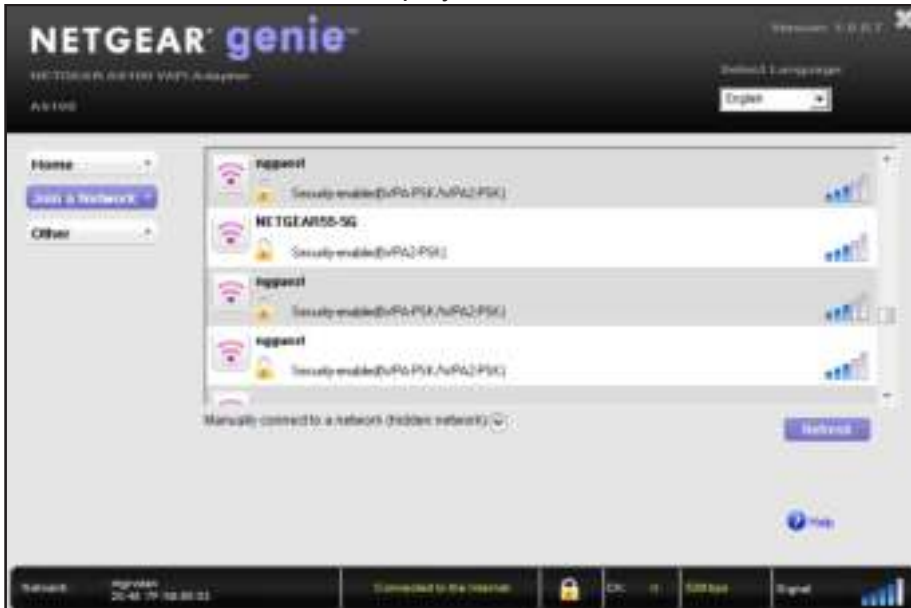 NETGEAR genie
NETGEAR A6100 WiFi Adapter
A6100
Select Language:
English
Home
Join a Network
Other
Security-enabled(WPA-PSK/WPA2-PSK)
NETGEAR55-5G
Security-enabled(WPA2-PSK)
Security-enabled(WPA-PSK/WPA2-PSK)
Security-enabled(WPA-PSK/WPA2-PSK)
Manually connect to a network (hidden network)
Refresh
Help
Network
Connected to the Internet
CH:
Signal